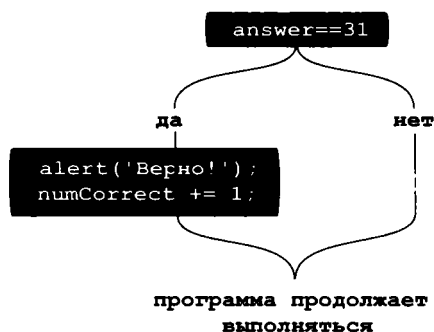 answer==31
да
нет
alert('Верно!');
numCorrect += 1;
программа продолжает
выполняться